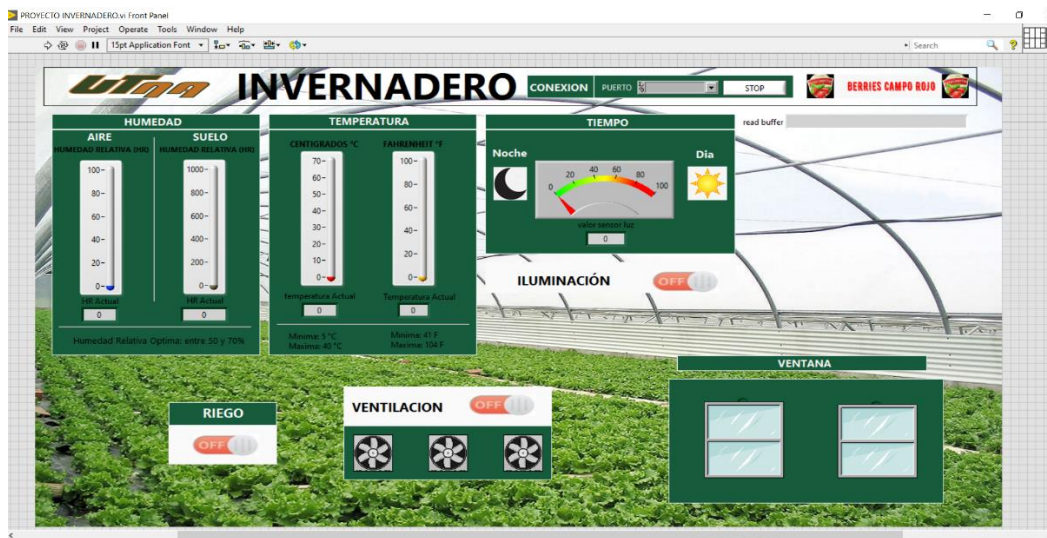 PROYECTO INVERNADERO.vi Front Panel
File Edit View Project Operate Tools Window Help
15pt Application Font
Search
UTNA
INVERNADERO
CONEXION
PUERTO
STOP
BERRIES CAMPO ROJO
read buffer
HUMEDAD
AIRE
SUELO
HUMEDAD RELATIVA (HR)
HUMEDAD RELATIVA (HR)
100
80
60
40
20
0
1000
800
600
400
200
0
HR Actual
0
HR Actual
0
Humedad Relativa Optima: entre 50 y 70%
TEMPERATURA
CENTIGRADOS °C
FAHRENHEIT °F
70
60
50
40
30
20
10
0
100
80
60
40
20
0
temperatura Actual
0
Temperatura Actual
0
Minima: 5 °C
Maxima: 40 °C
Minima: 41 F
Maxima: 104 F
TIEMPO
Noche
Dia
0 20 40 60 80 100
valor sensor luz
0
ILUMINACIÓN
OFF
VENTANA
RIEGO
OFF
VENTILACION
OFF